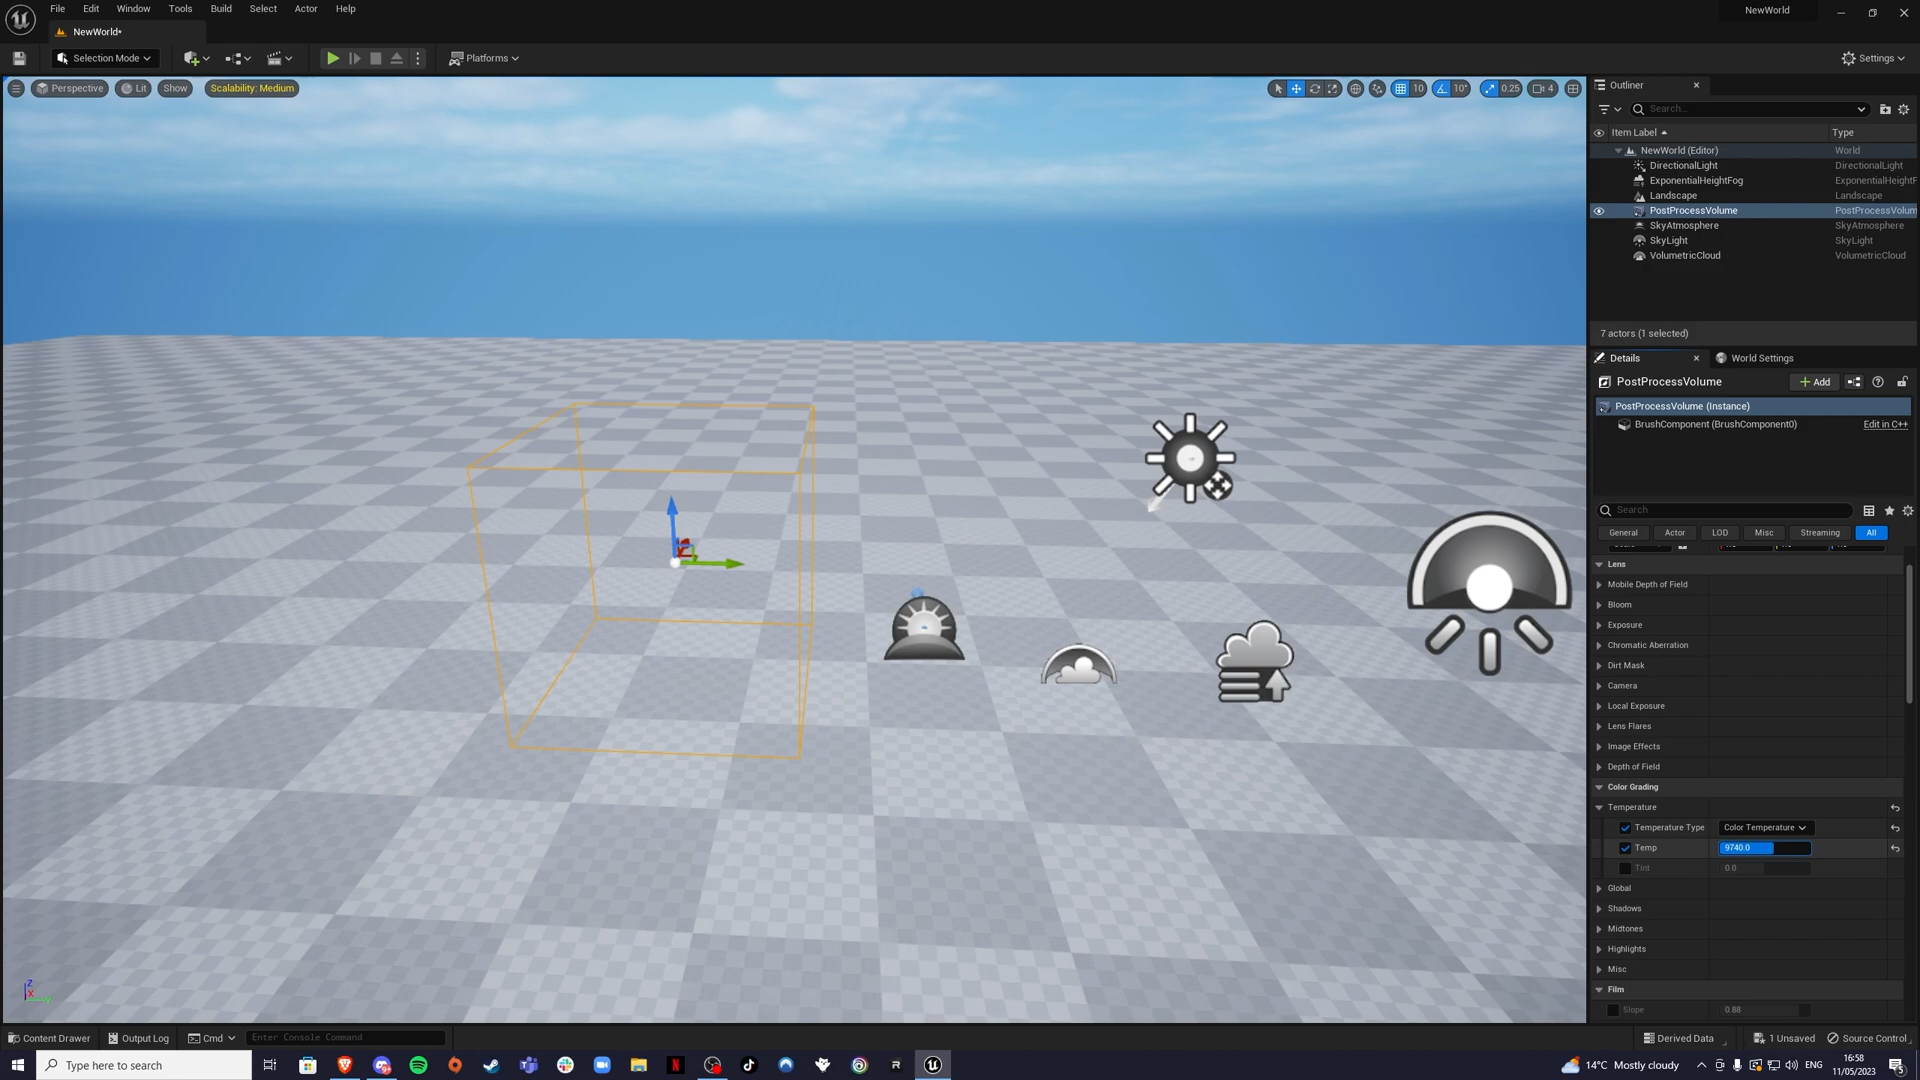 File Edit Window Tools Build Select Actor Help
NewWorld
NewWorld*
Selection Mode
Platforms
Settings
Perspective Lit Show Scalability: Medium
10 10° 0.25 4
Outliner
Search...
Item Label Type
NewWorld (Editor) World
DirectionalLight DirectionalLight
ExponentialHeightFog ExponentialHeightF
Landscape Landscape
PostProcessVolume PostProcessVolum
SkyAtmosphere SkyAtmosphere
SkyLight SkyLight
VolumetricCloud VolumetricCloud
7 actors (1 selected)
Details World Settings
PostProcessVolume Add
PostProcessVolume (Instance)
BrushComponent (BrushComponent0) Edit in C++
Search
General Actor LOD Misc Streaming All
Lens
Mobile Depth of Field
Bloom
Exposure
Chromatic Aberration
Dirt Mask
Camera
Local Exposure
Lens Flares
Image Effects
Depth of Field
Color Grading
Temperature
Temperature Type Color Temperature
Temp 9740.0
Tint 0.0
Global
Shadows
Midtones
Highlights
Misc
Film
Slope 0.88
Z
X
Content Drawer Output Log Cmd Enter Console Command
Derived Data 1 Unsaved Source Control
Type here to search
14°C Mostly cloudy
ENG
16:58
11/05/2023